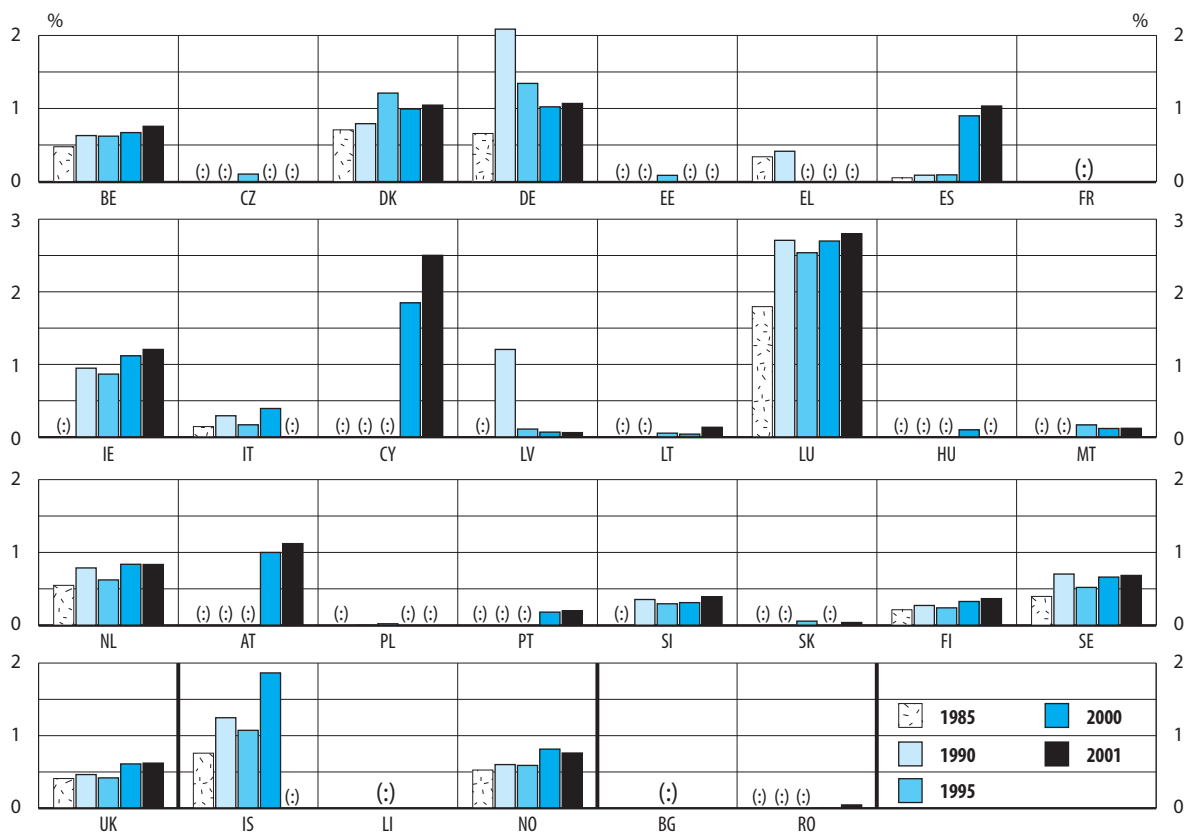 % %
2 2
1 1
(:) (:) (:) (:) (:) (:) (:) (:) (:) (:) (:) (:)
0 0
BE CZ DK DE EE EL ES FR
3 3
2 2
1 1
(:) (:) (:) (:) (:) (:) (:) (:) (:) (:) (:) (:) (:) (:)
0 0
IE IT CY LV LT LU HU MT
2 2
1 1
(:) (:) (:) (:) (:) (:) (:) (:) (:) (:) (:) (:) (:)
0 0
NL AT PL PT SI SK FI SE
2 2
1985 2000
1 1
1990 2001
1995
(:) (:) (:) (:) (:) (:)
0 0
UK IS LI NO BG RO